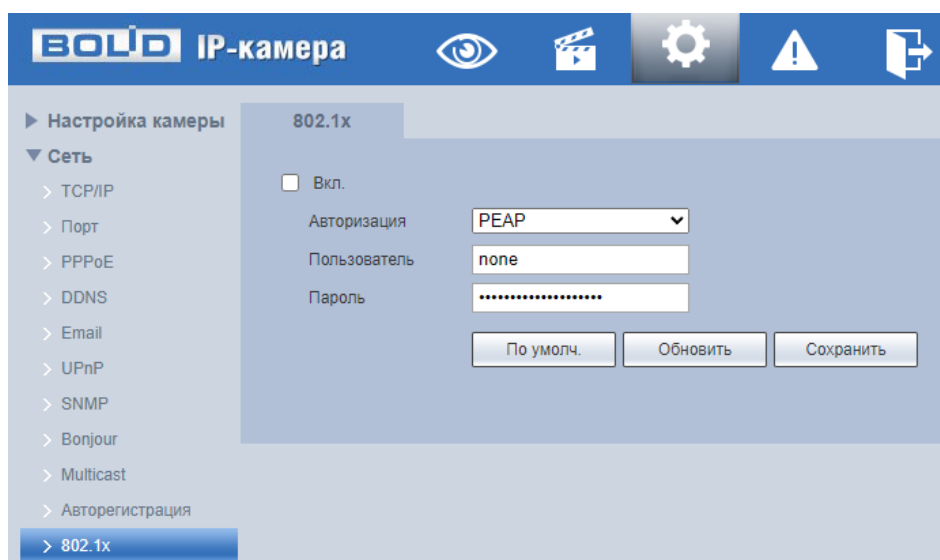 BOLID IP-камера
Настройка камеры
Сеть
TCP/IP
Порт
PPPoE
DDNS
Email
UPnP
SNMP
Bonjour
Multicast
Авторегистрация
802.1x
802.1x
Вкл.
Авторизация PEAP
Пользователь none
Пароль ••••••••••••••••••••
По умолч. Обновить Сохранить